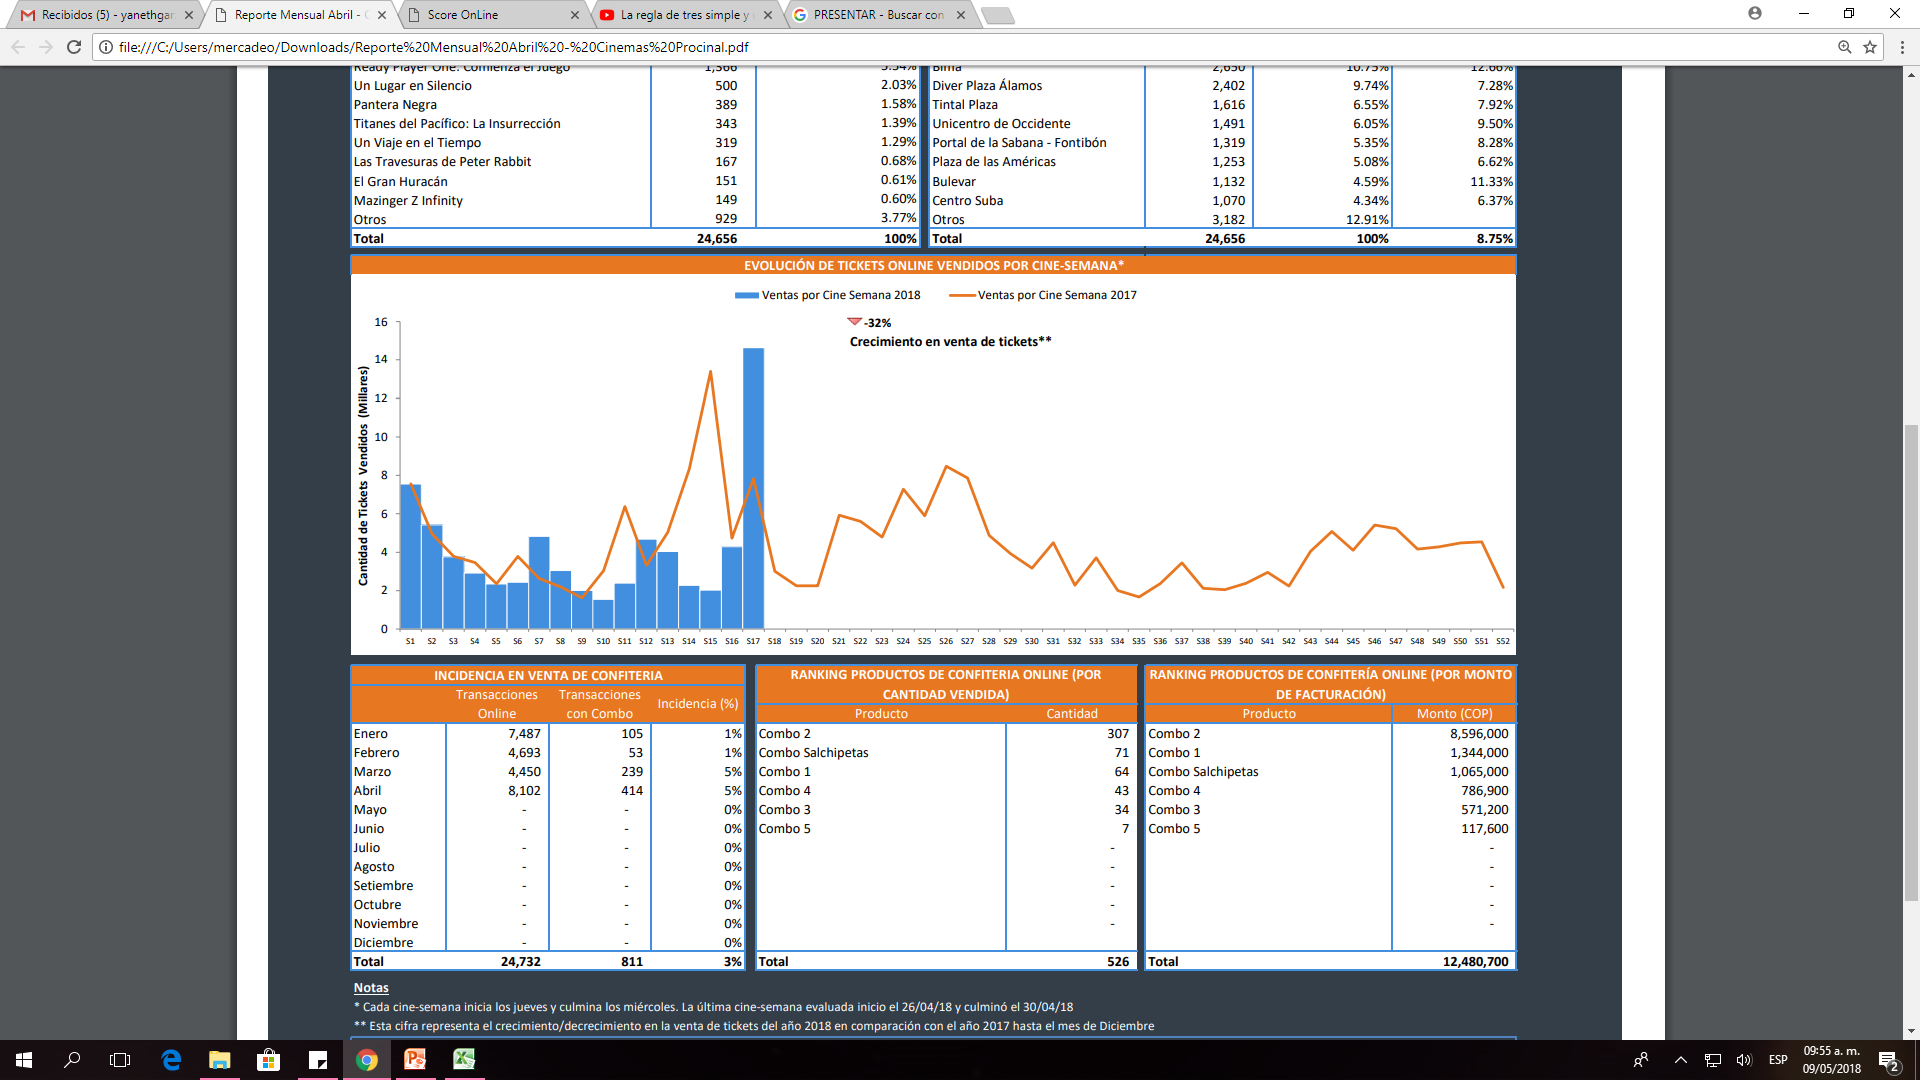 Recibidos (5) - yanethgar
Reporte Mensual Abril - C
Score OnLine
La regla de tres simple y
PRESENTAR - Buscar con
file:///C:/Users/mercadeo/Downloads/Reporte%20Mensual%20Abril%20-%20Cinemas%20Procinal.pdf
Ready Player One: Comienza el Juego 1,366 5.54% Bima 2,650 10.75% 12.66%
Un Lugar en Silencio 500 2.03% Diver Plaza Álamos 2,402 9.74% 7.28%
Pantera Negra 389 1.58% Tintal Plaza 1,616 6.55% 7.92%
Titanes del Pacífico: La Insurrección 343 1.39% Unicentro de Occidente 1,491 6.05% 9.50%
Un Viaje en el Tiempo 319 1.29% Portal de la Sabana - Fontibón 1,319 5.35% 8.28%
Las Travesuras de Peter Rabbit 167 0.68% Plaza de las Américas 1,253 5.08% 6.62%
El Gran Huracán 151 0.61% Bulevar 1,132 4.59% 11.33%
Mazinger Z Infinity 149 0.60% Centro Suba 1,070 4.34% 6.37%
Otros 929 3.77% Otros 3,182 12.91%
Total 24,656 100% Total 24,656 100% 8.75%
EVOLUCIÓN DE TICKETS ONLINE VENDIDOS POR CINE-SEMANA*
Ventas por Cine Semana 2018 Ventas por Cine Semana 2017
-32%
Crecimiento en venta de tickets**
Cantidad de Tickets Vendidos (Millares)
16
14
12
10
8
6
4
2
0
S1 S2 S3 S4 S5 S6 S7 S8 S9 S10 S11 S12 S13 S14 S15 S16 S17 S18 S19 S20 S21 S22 S23 S24 S25 S26 S27 S28 S29 S30 S31 S32 S33 S34 S35 S36 S37 S38 S39 S40 S41 S42 S43 S44 S45 S46 S47 S48 S49 S50 S51 S52
INCIDENCIA EN VENTA DE CONFITERIA
Transacciones Online Transacciones con Combo Incidencia (%)
Enero 7,487 105 1%
Febrero 4,693 53 1%
Marzo 4,450 239 5%
Abril 8,102 414 5%
Mayo - - 0%
Junio - - 0%
Julio - - 0%
Agosto - - 0%
Setiembre - - 0%
Octubre - - 0%
Noviembre - - 0%
Diciembre - - 0%
Total 24,732 811 3%
RANKING PRODUCTOS DE CONFITERIA ONLINE (POR
CANTIDAD VENDIDA)
Producto Cantidad
Combo 2 307
Combo Salchipetas 71
Combo 1 64
Combo 4 43
Combo 3 34
Combo 5 7
-
-
-
-
-
Total 526
RANKING PRODUCTOS DE CONFITERÍA ONLINE (POR MONTO
DE FACTURACIÓN)
Producto Monto (COP)
Combo 2 8,596,000
Combo 1 1,344,000
Combo Salchipetas 1,065,000
Combo 4 786,900
Combo 3 571,200
Combo 5 117,600
-
-
-
-
-
Total 12,480,700
Notas
* Cada cine-semana inicia los jueves y culmina los miércoles. La última cine-semana evaluada inicio el 26/04/18 y culminó el 30/04/18
** Esta cifra representa el crecimiento/decrecimiento en la venta de tickets del año 2018 en comparación con el año 2017 hasta el mes de Diciembre
ESP
09:55 a. m.
09/05/2018
2